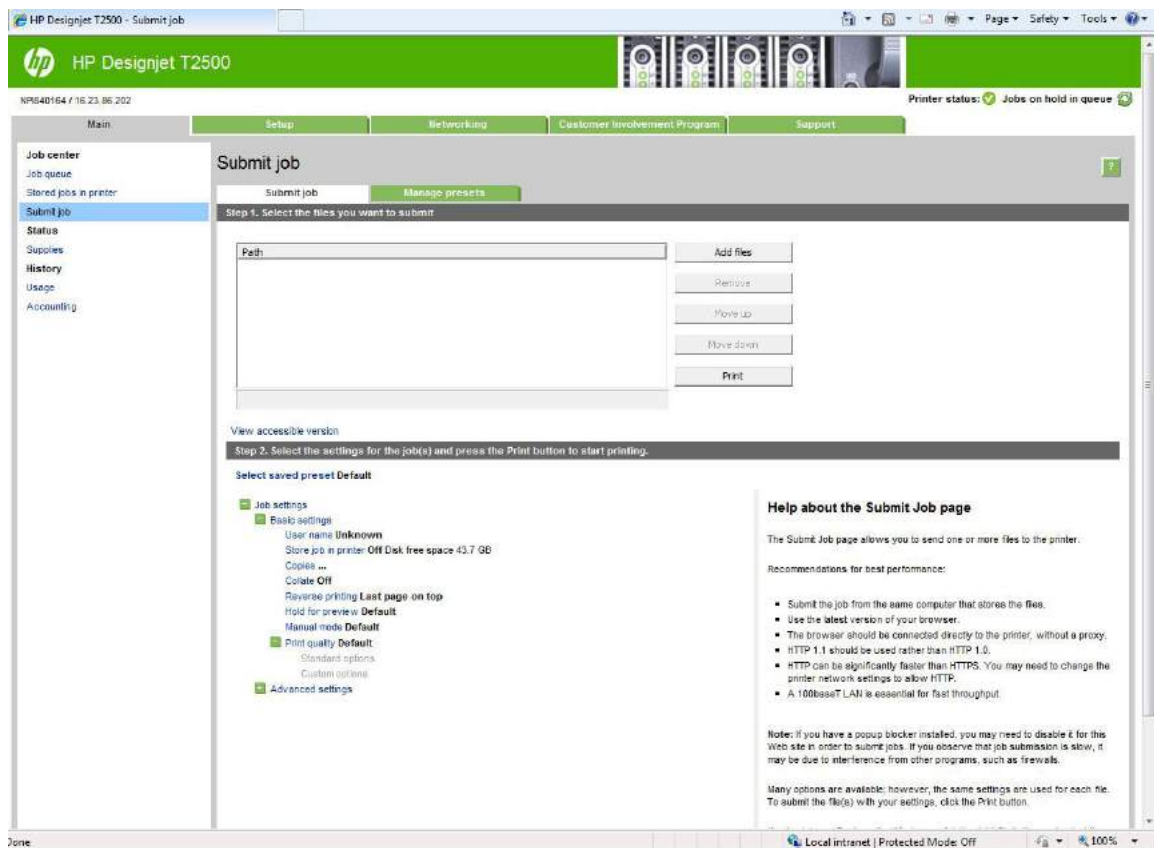 HP Designjet T2500 - Submit job
Page Safety Tools
hp HP Designjet T2500
NPI840164 / 16.23.86.202
Printer status: Jobs on hold in queue
Main Setup Networking Customer Involvement Program Support
Job center
Job queue
Stored jobs in printer
Submit job
Status
Supplies
History
Usage
Accounting
Submit job
?
Submit job Manage presets
Step 1. Select the files you want to submit
Path
Add files
Remove
Move up
Move down
Print
View accessible version
Step 2. Select the settings for the job(s) and press the Print button to start printing.
Select saved preset Default
Job settings
Basic settings
User name Unknown
Store job in printer Off Disk free space 43.7 GB
Copies ...
Collate Off
Reverse printing Last page on top
Hold for preview Default
Manual mode Default
Print quality Default
Standard options
Custom options
Advanced settings
Help about the Submit Job page
The Submit Job page allows you to send one or more files to the printer.
Recommendations for best performance:
Submit the job from the same computer that stores the files.
Use the latest version of your browser.
The browser should be connected directly to the printer, without a proxy.
HTTP 1.1 should be used rather than HTTP 1.0.
HTTP can be significantly faster than HTTPS. You may need to change the
printer network settings to allow HTTP.
A 100baseT LAN is essential for fast throughput.
Note: If you have a popup blocker installed, you may need to disable it for this
Web site in order to submit jobs. If you observe that job submission is slow, it
may be due to interference from other programs, such as firewalls.
Many options are available; however, the same settings are used for each file.
To submit the file(s) with your settings, click the Print button.
Done
Local intranet | Protected Mode: Off
100%